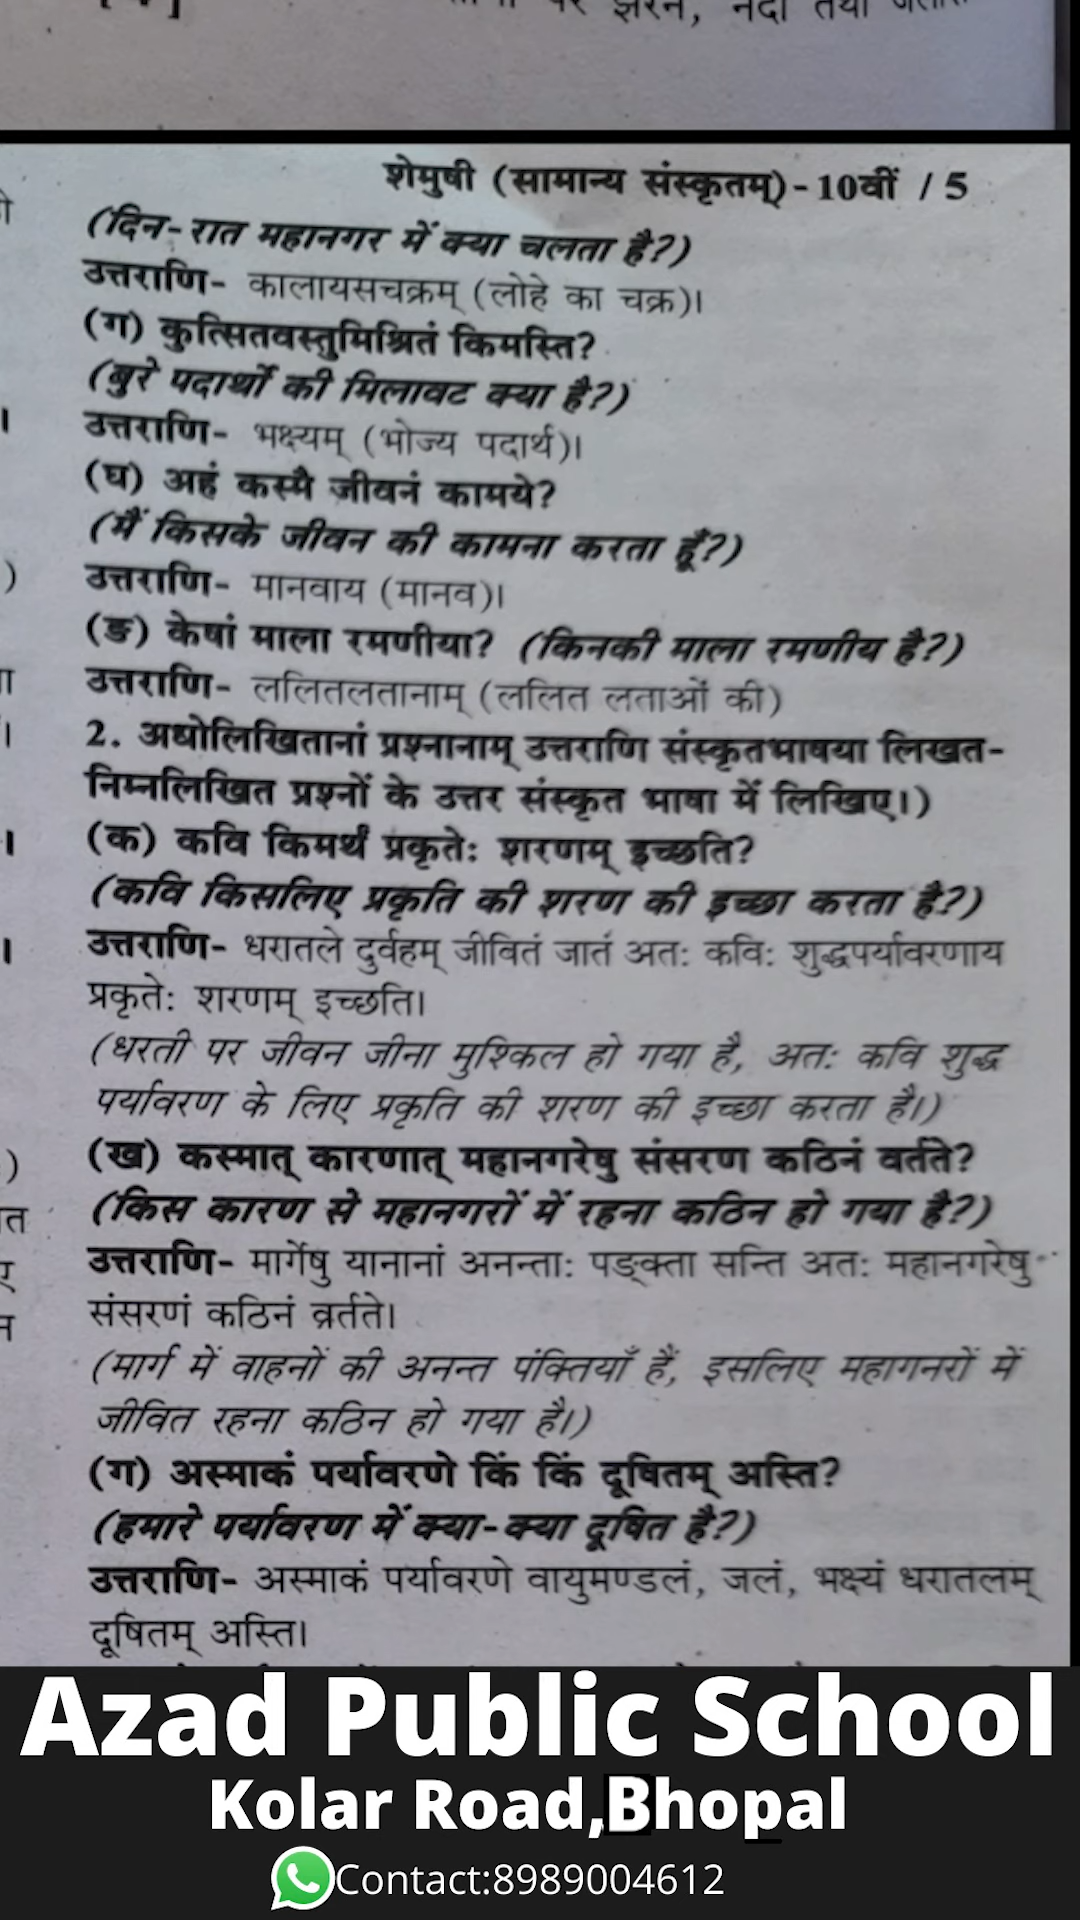 झरने, नदी तथा
शेमुषी (सामान्य संस्कृतम्)- 10वीं / 5
(दिन-रात महानगर में क्या चलता है?)
उत्तराणि- कालायसचक्रम् (लोहे का चक्र)।
(ग) कुत्सितवस्तुमिश्रितं किमस्ति?
(बुरे पदार्थों की मिलावट क्या है?)
उत्तराणि- भक्ष्यम् (भोज्य पदार्थ)।
(घ) अहं कस्मै जीवनं कामये?
(मैं किसके जीवन की कामना करता हूँ?)
उत्तराणि- मानवाय (मानव)।
(ङ) केषां माला रमणीया? (किनकी माला रमणीय है?)
उत्तराणि- ललितलतानाम् (ललित लताओं की)
2. अधोलिखितानां प्रश्नानाम् उत्तराणि संस्कृतभाषया लिखत-
निम्नलिखित प्रश्नों के उत्तर संस्कृत भाषा में लिखिए।)
(क) कवि किमर्थं प्रकृतेः शरणम् इच्छति?
(कवि किसलिए प्रकृति की शरण की इच्छा करता है?)
उत्तराणि- धरातले दुर्वहम् जीवितं जातं अतः कविः शुद्धपर्यावरणाय
प्रकृतेः शरणम् इच्छति।
(धरती पर जीवन जीना मुश्किल हो गया है, अतः कवि शुद्ध
पर्यावरण के लिए प्रकृति की शरण की इच्छा करता है।)
(ख) कस्मात् कारणात् महानगरेषु संसरण कठिनं वर्तते?
(किस कारण से महानगरों में रहना कठिन हो गया है?)
उत्तराणि- मार्गेषु यानानां अनन्ताः पङ्क्ता सन्ति अतः महानगरेषु
संसरणं कठिनं व्रर्तते।
(मार्ग में वाहनों की अनन्त पंक्तियाँ हैं, इसलिए महागनरों में
जीवित रहना कठिन हो गया है।)
(ग) अस्माकं पर्यावरणे किं किं दूषितम् अस्ति?
(हमारे पर्यावरण में क्या-क्या दूषित है?)
उत्तराणि- अस्माकं पर्यावरणे वायुमण्डलं, जलं, भक्ष्यं धरातलम्
दूषितम् अस्ति।
Azad Public School
Kolar Road,Bhopal
Contact:8989004612